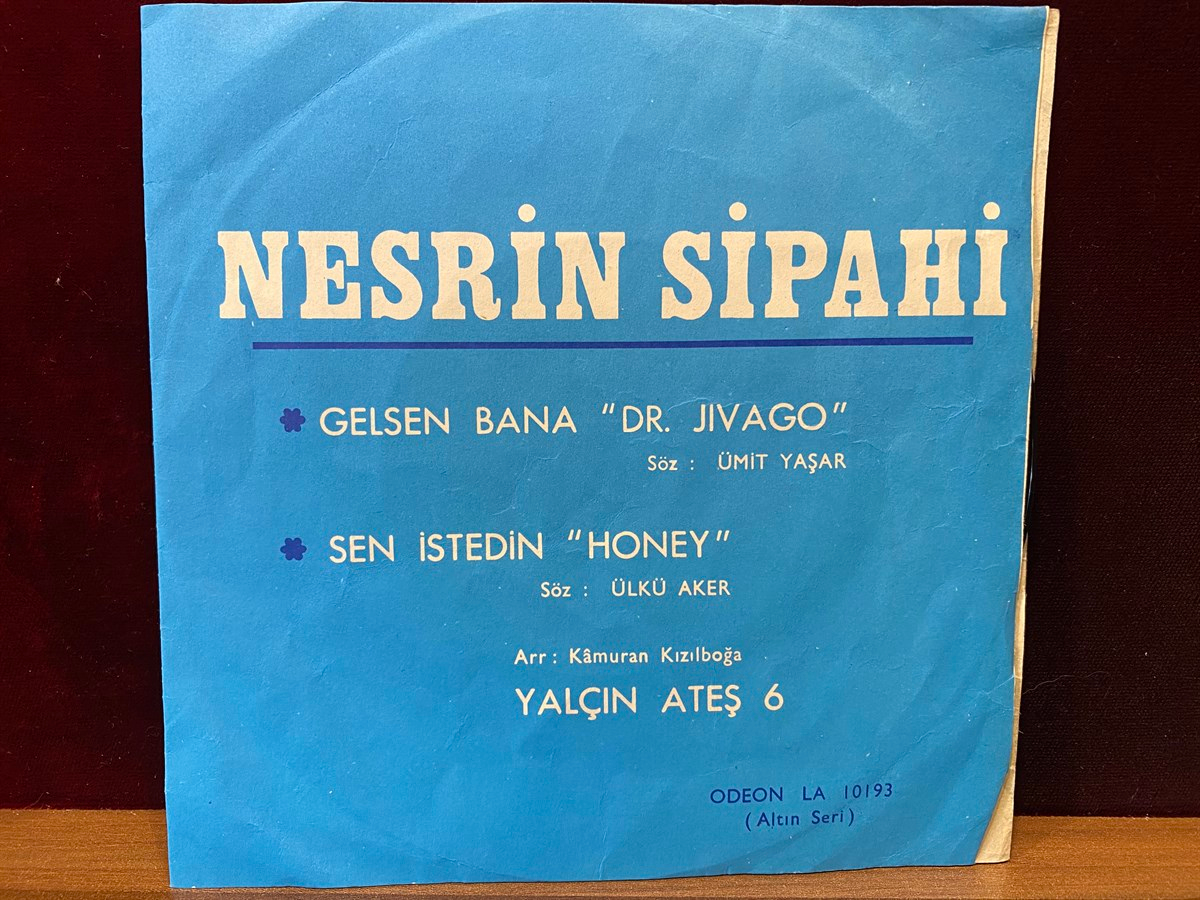 NESRİN SİPAHİ
GELSEN BANA "DR. JIVAGO"
Söz : ÜMİT YAŞAR
SEN İSTEDİN "HONEY"
Söz : ÜLKÜ AKER
Arr : Kâmuran Kızılboğa
YALÇIN ATEŞ 6
ODEON LA 10193
(Altın Seri)